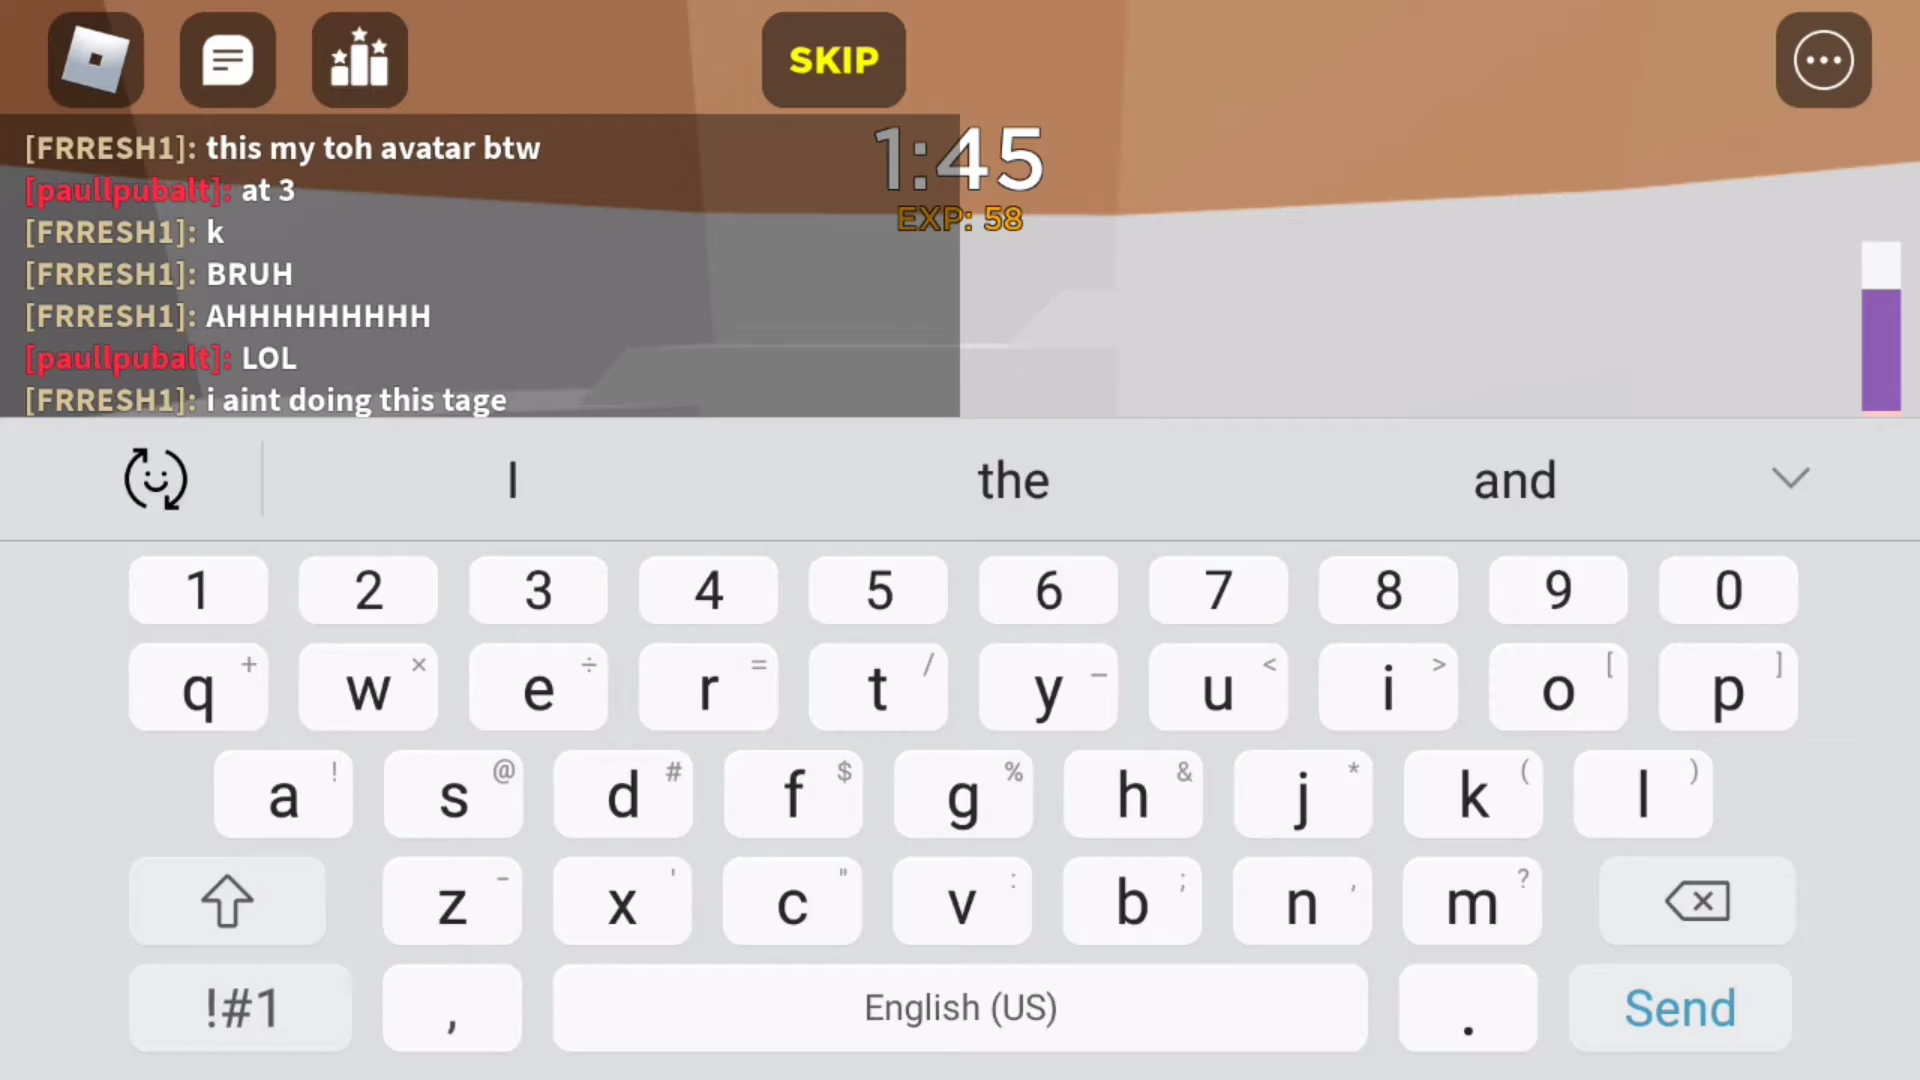 SKIP
[FRRESH1]: this my toh avatar btw
[paullpubalt]: at 3
[FRRESH1]: k
[FRRESH1]: BRUH
[FRRESH1]: AHHHHHHHHH
[paullpubalt]: LOL
[FRRESH1]: i aint doing this tage
1:45
EXP: 58
I the and
1 2 3 4 5 6 7 8 9 0
q + w × e ÷ r = t / y _ u < i > o [ p ]
a ! s @ d # f $ g % h & j * k ( l )
z - x ' c " v : b ; n , m ?
!#1 , English (US) . Send